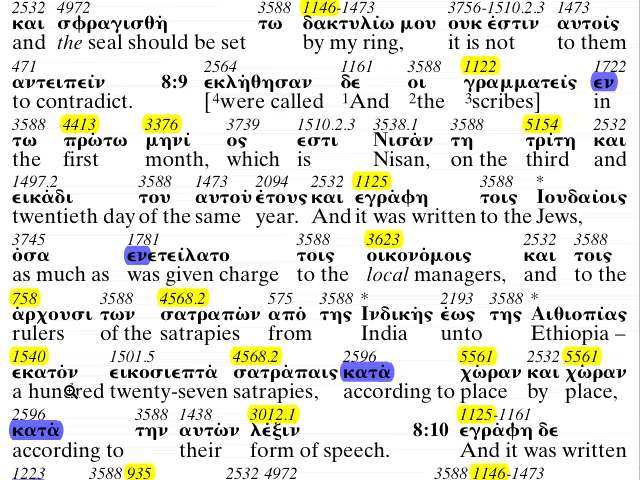 2532 4972 3588 1146-1473 3756-1510.2.3 1473
και σφραγισθή τω δακτυλίω μου ουκ έστιν αυτοίς
and the seal should be set by my ring, it is not to them
471 2564 1161 3588 1122 1722
αντειπείν 8:9 εκλήθησαν δε οι γραμματείς εν
to contradict. [4were called 1And 2the 3scribes] in
3588 4413 3376 3739 1510.2.3 3538.1 3588 5154 2532
τω πρώτω μηνί ος εστι Νισάν τη τρίτη και
the first month, which is Nisan, on the third and
1497.2 3588 1473 2094 2532 1125 3588 *
εικάδι του αυτού έτους και εγράφη τοις Ιουδαίοις
twentieth day of the same year. And it was written to the Jews,
3745 1781 3588 3623 2532 3588
όσα ενετείλατο τοις οικονόμοις και τοις
as much as was given charge to the local managers, and to the
758 3588 4568.2 575 3588 * 2193 3588 *
άρχουσι των σατραπών από της Ινδικής έως της Αιθιοπίας
rulers of the satrapies from India unto Ethiopia –
1540 1501.5 4568.2 2596 5561 2532 5561
εκατόν εικοσιεπτά σατράπαις κατά χώραν και χώραν
a hundred twenty-seven satrapies, according to place by place,
2596 3588 1438 3012.1 1125-1161
κατά την αυτών λέξιν 8:10 εγράφη δε
according to their form of speech. And it was written
1223 3588 935 2532 4972 3588 1146-1473